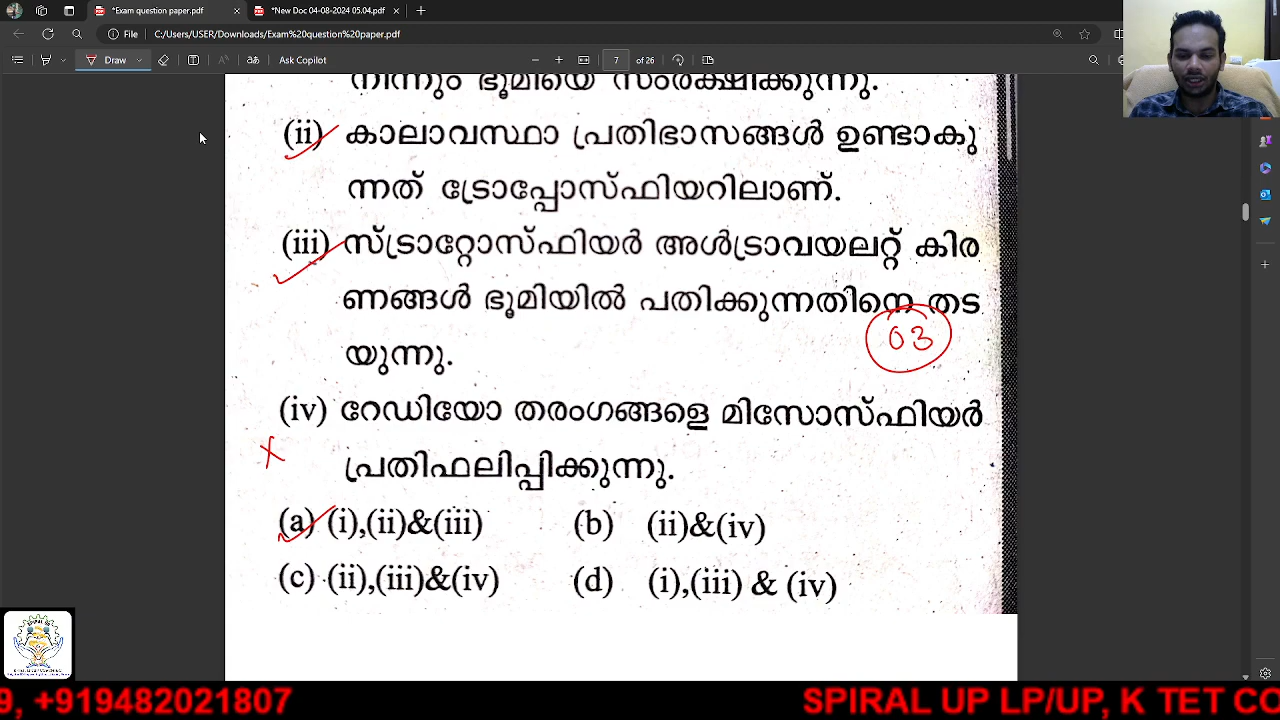 *Exam question paper.pdf
*New Doc 04-08-2024 05.04.pdf
File
C:/Users/USER/Downloads/Exam%20question%20paper.pdf
Draw
Ask Copilot
7 of 26
നിന്നും ഭൂമിയെ സംരക്ഷിക്കുന്നു.
(ii) കാലാവസ്ഥാ പ്രതിഭാസങ്ങൾ ഉണ്ടാകു
ന്നത് ട്രോപ്പോസ്ഫിയറിലാണ്.
(iii) സ്ട്രാറ്റോസ്ഫിയർ അൾട്രാവയലറ്റ് കിര
ണങ്ങൾ ഭൂമിയിൽ പതിക്കുന്നതിനെ തട
യുന്നു.
03
(iv) റേഡിയോ തരംഗങ്ങളെ മിസോസ്ഫിയർ
പ്രതിഫലിപ്പിക്കുന്നു.
(a) (i),(ii)&(iii) (b) (ii)&(iv)
(c) (ii),(iii)&(iv) (d) (i),(iii) & (iv)
9, +919482021807 SPIRAL UP LP/UP, K TET CO